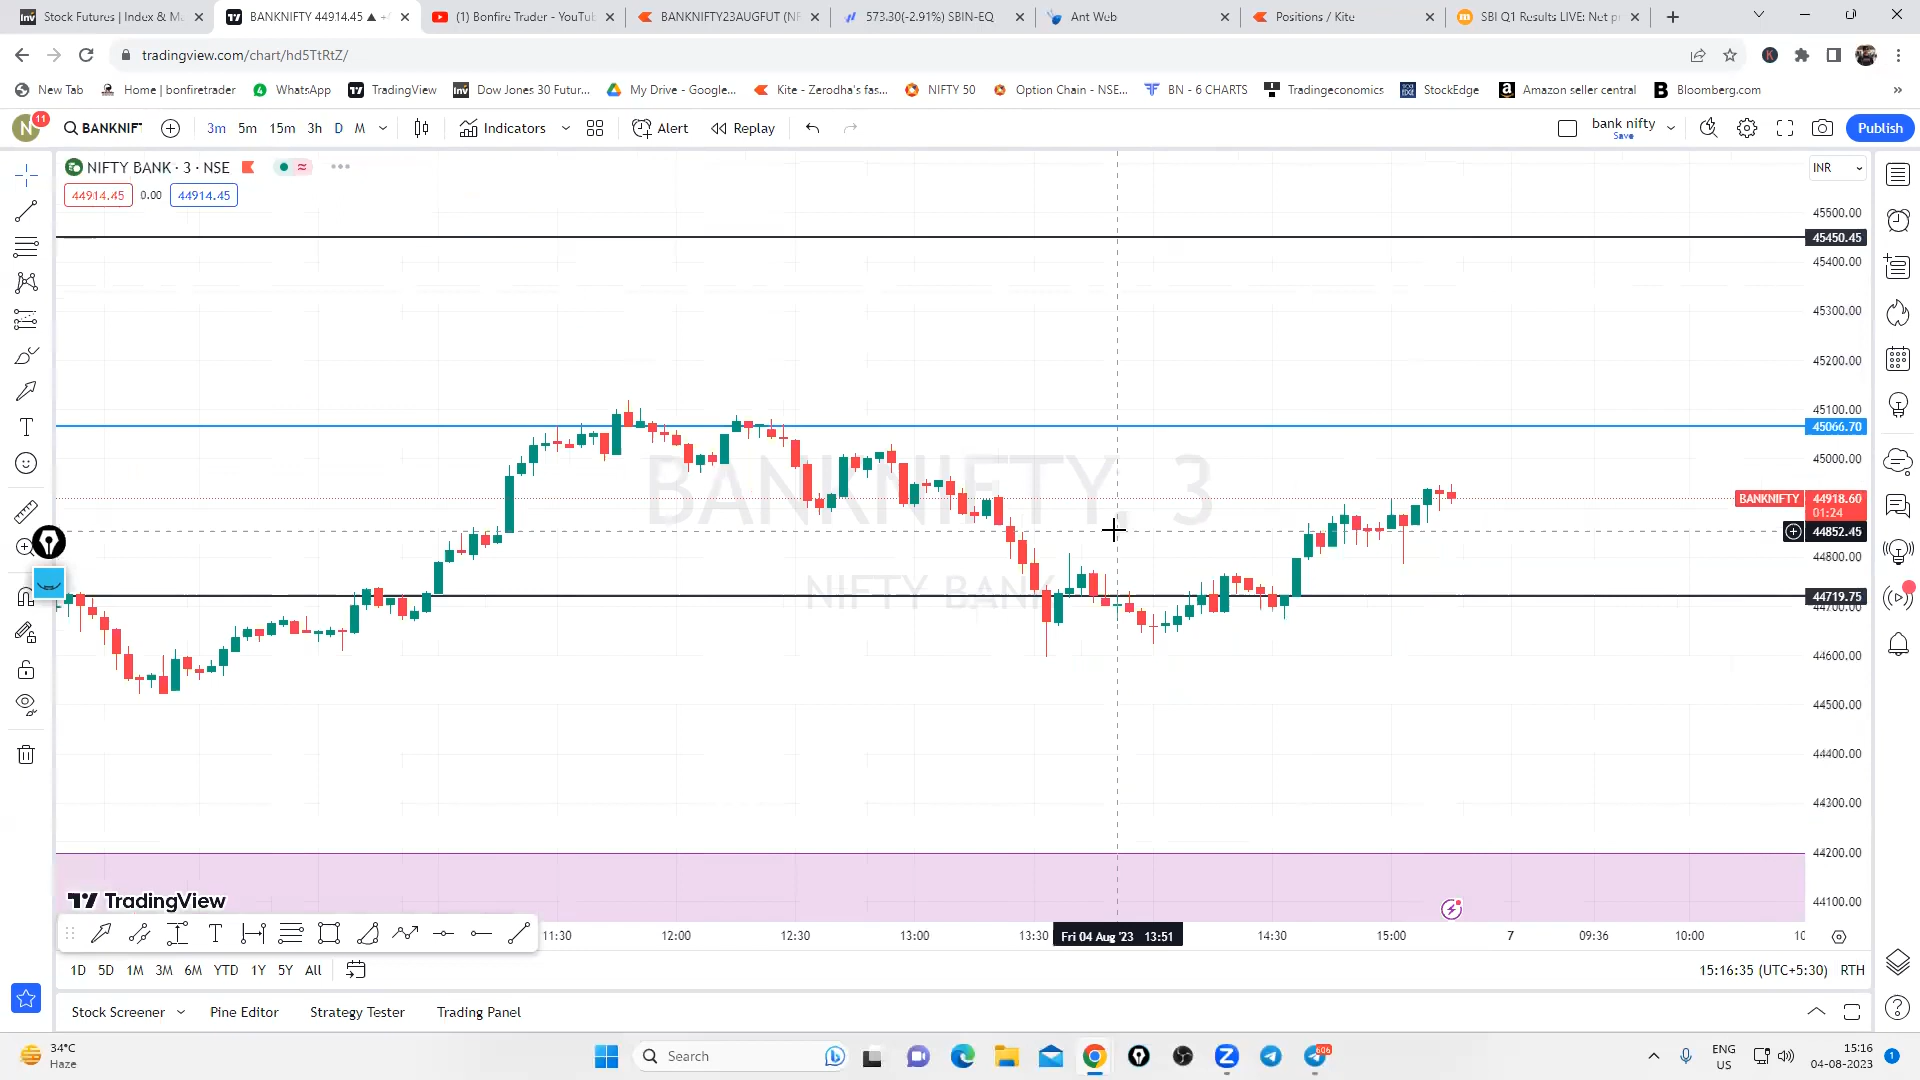 Stock Futures | Index & M
BANKNIFTY 44914.45 ▲ +
(1) Bonfire Trader - YouTub
BANKNIFTY23AUGFUT (NF
573.30(-2.91%) SBIN-EQ
Ant Web
Positions / Kite
SBI Q1 Results LIVE: Net p
tradingview.com/chart/hd5TtRtZ/
New Tab
Home | bonfiretrader
WhatsApp
TradingView
Dow Jones 30 Futur...
My Drive - Google...
Kite - Zerodha's fas...
NIFTY 50
Option Chain - NSE...
BN - 6 CHARTS
Tradingeconomics
StockEdge
Amazon seller central
Bloomberg.com
N
11
BANKNIF
3m
5m
15m
3h
D
M
Indicators
Alert
Replay
bank nifty
Save
Publish
NIFTY BANK · 3 · NSE
INR
44914.45
0.00
44914.45
45500.00
45450.45
45400.00
45300.00
45200.00
45100.00
45066.70
45000.00
BANKNIFTY, 3
BANKNIFTY
44918.60
01:24
44852.45
44800.00
NIFTY BANK
44719.75
44700.00
44600.00
44500.00
44400.00
44300.00
44200.00
44100.00
TradingView
11:30
12:00
12:30
13:00
13:30
Fri 04 Aug '23 13:51
14:30
15:00
7
09:36
10:00
10
1D
5D
1M
3M
6M
YTD
1Y
5Y
All
15:16:35 (UTC+5:30)
RTH
Stock Screener
Pine Editor
Strategy Tester
Trading Panel
34°C
Haze
Search
606
ENG
US
15:16
04-08-2023
1